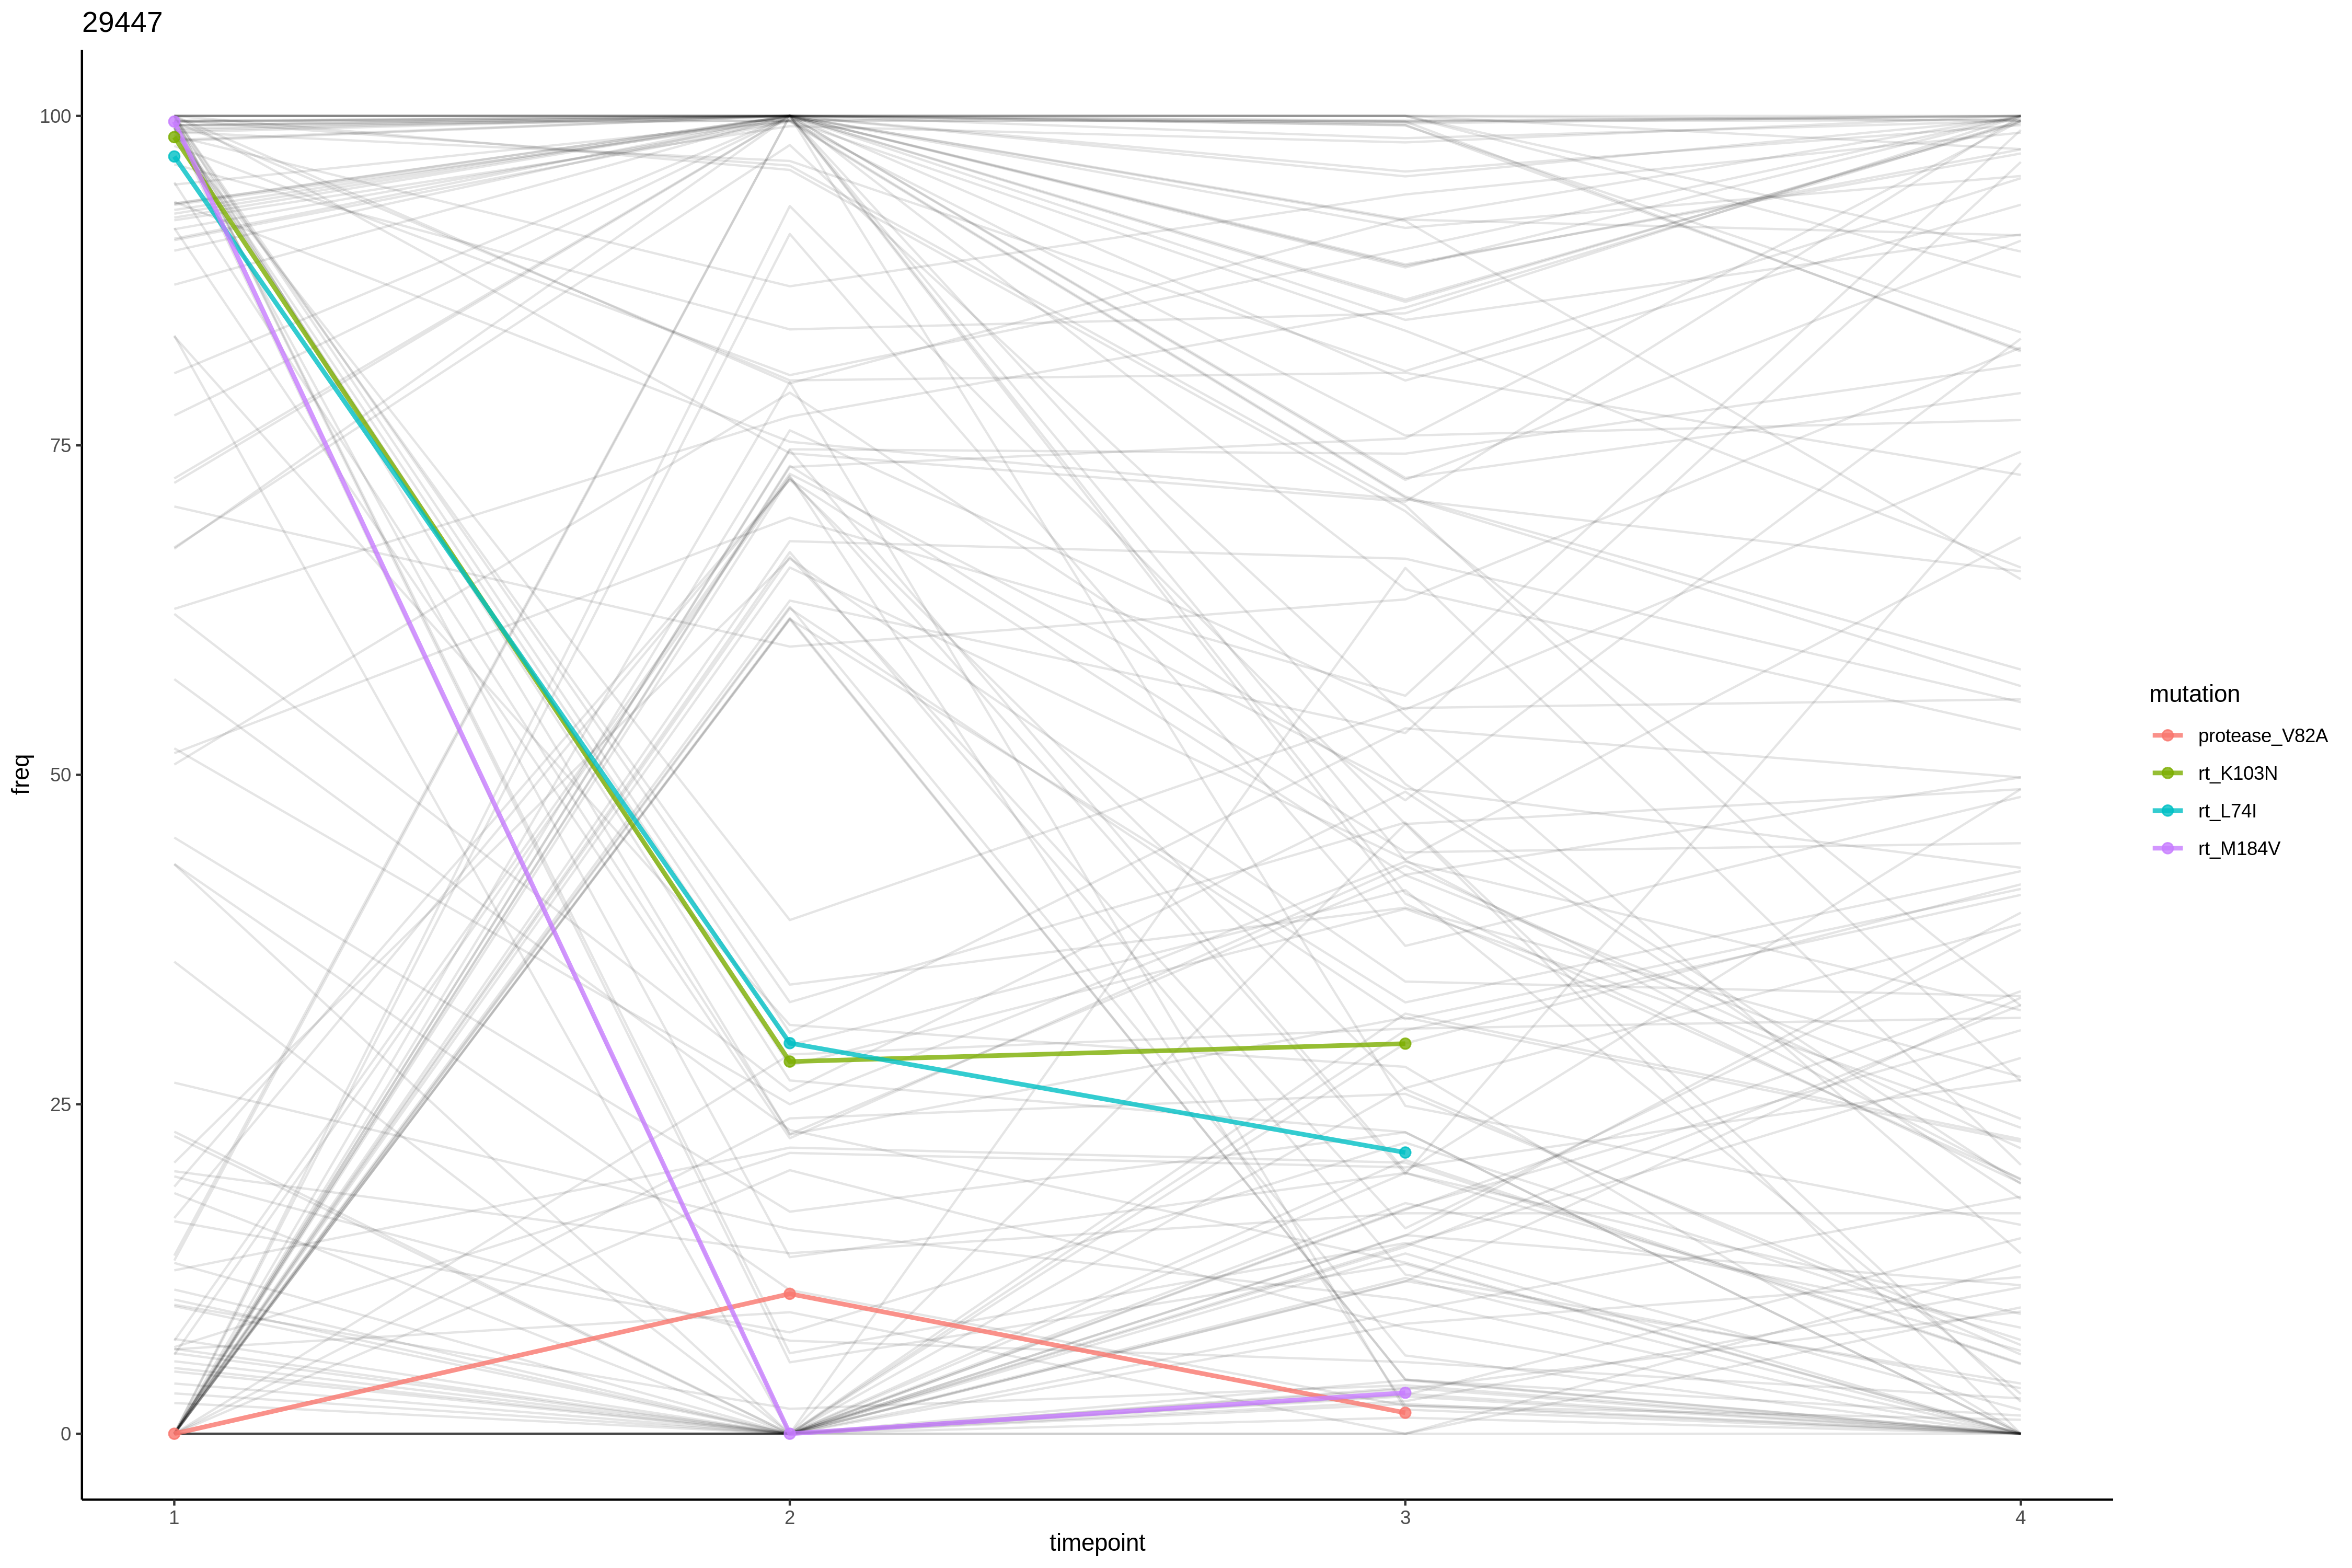 29447
100
75
50
25
0
freq
1 2 3 4
timepoint
mutation
protease_V82A
rt_K103N
rt_L74I
rt_M184V